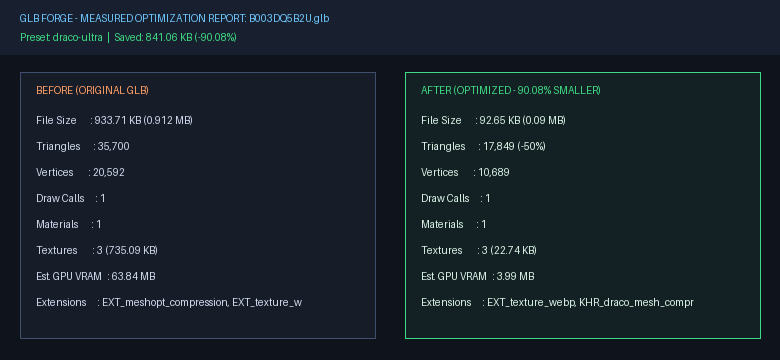 GLB FORGE - MEASURED OPTIMIZATION REPORT: B003DQ5B2U.glb
Preset: draco-ultra | Saved: 841.06 KB (-90.08%)
BEFORE (ORIGINAL GLB)
File Size : 933.71 KB (0.912 MB)
Triangles : 35,700
Vertices : 20,592
Draw Calls : 1
Materials : 1
Textures : 3 (735.09 KB)
Est. GPU VRAM : 63.84 MB
Extensions : EXT_meshopt_compression, EXT_texture_w
AFTER (OPTIMIZED - 90.08% SMALLER)
File Size : 92.65 KB (0.09 MB)
Triangles : 17,849 (-50%)
Vertices : 10,689
Draw Calls : 1
Materials : 1
Textures : 3 (22.74 KB)
Est. GPU VRAM : 3.99 MB
Extensions : EXT_texture_webp, KHR_draco_mesh_compr